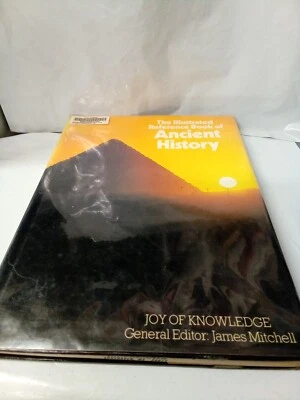 The Illustrated
Reference Book of
Ancient
History
JOY OF KNOWLEDGE
General Editor: James Mitchell